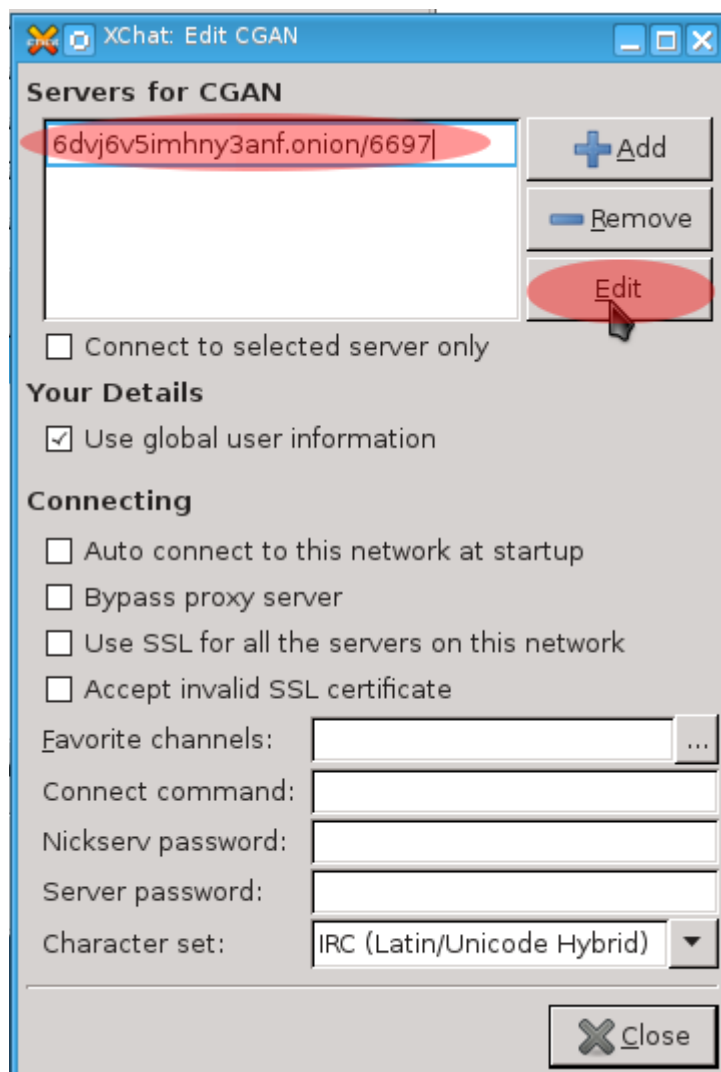 XChat: Edit CGAN
Servers for CGAN
6dvj6v5imhny3anf.onion/6697
Add
Remove
Edit
Connect to selected server only
Your Details
Use global user information
Connecting
Auto connect to this network at startup
Bypass proxy server
Use SSL for all the servers on this network
Accept invalid SSL certificate
Favorite channels:
...
Connect command:
Nickserv password:
Server password:
Character set: IRC (Latin/Unicode Hybrid)
Close